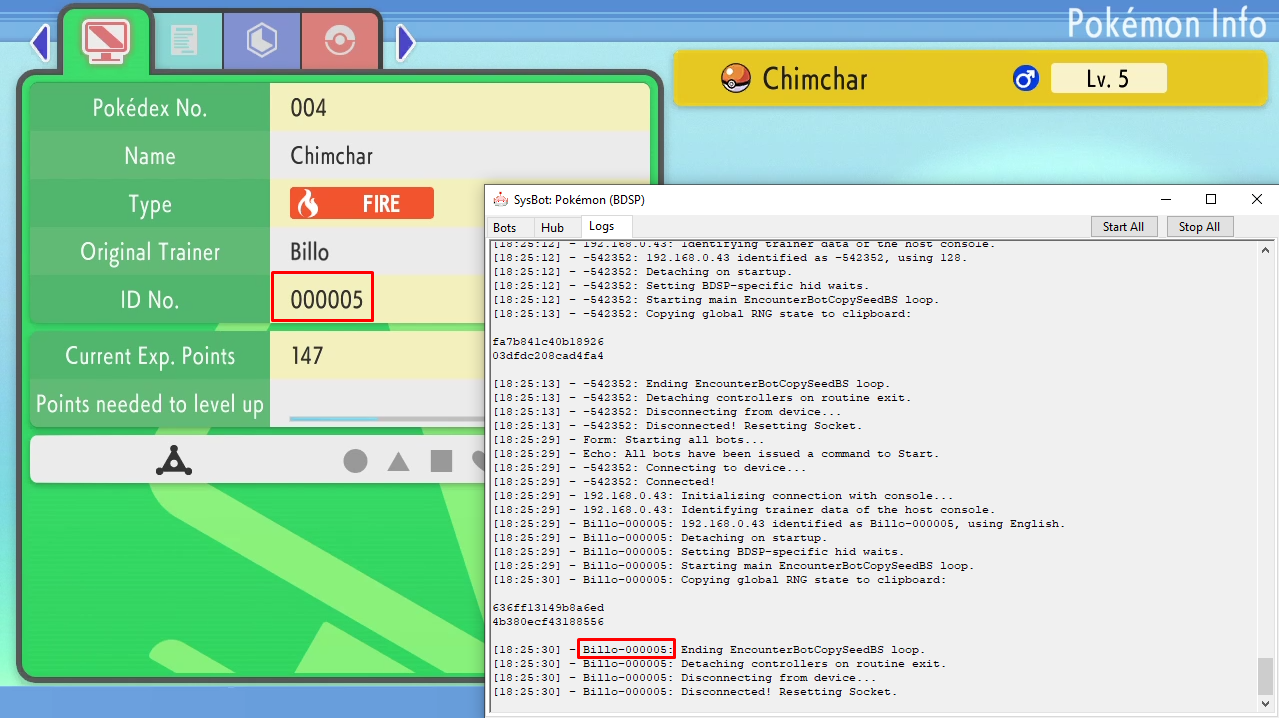 Pokémon Info
Chimchar
Lv. 5
Pokédex No.
004
Name
Chimchar
Type
FIRE
Original Trainer
Billo
ID No.
000005
Current Exp. Points
147
Points needed to level up
SysBot: Pokémon (BDSP)
Bots
Hub
Logs
Start All
Stop All
[18:25:12] - 192.168.0.43: Identifying trainer data of the host console.
[18:25:12] - -542352: 192.168.0.43 identified as -542352, using 128.
[18:25:12] - -542352: Detaching on startup.
[18:25:12] - -542352: Setting BDSP-specific hid waits.
[18:25:12] - -542352: Starting main EncounterBotCopySeedBS loop.
[18:25:13] - -542352: Copying global RNG state to clipboard:
fa7b841c40b18926
03dfdc208cad4fa4
[18:25:13] - -542352: Ending EncounterBotCopySeedBS loop.
[18:25:13] - -542352: Detaching controllers on routine exit.
[18:25:13] - -542352: Disconnecting from device...
[18:25:13] - -542352: Disconnected! Resetting Socket.
[18:25:29] - Form: Starting all bots...
[18:25:29] - Echo: All bots have been issued a command to Start.
[18:25:29] - -542352: Connecting to device...
[18:25:29] - -542352: Connected!
[18:25:29] - 192.168.0.43: Initializing connection with console...
[18:25:29] - 192.168.0.43: Identifying trainer data of the host console.
[18:25:29] - Billo-000005: 192.168.0.43 identified as Billo-000005, using English.
[18:25:29] - Billo-000005: Detaching on startup.
[18:25:29] - Billo-000005: Setting BDSP-specific hid waits.
[18:25:29] - Billo-000005: Starting main EncounterBotCopySeedBS loop.
[18:25:30] - Billo-000005: Copying global RNG state to clipboard:
636ff13149b8a6ed
4b380ecf43188556
[18:25:30] - Billo-000005: Ending EncounterBotCopySeedBS loop.
[18:25:30] - Billo-000005: Detaching controllers on routine exit.
[18:25:30] - Billo-000005: Disconnecting from device...
[18:25:30] - Billo-000005: Disconnected! Resetting Socket.